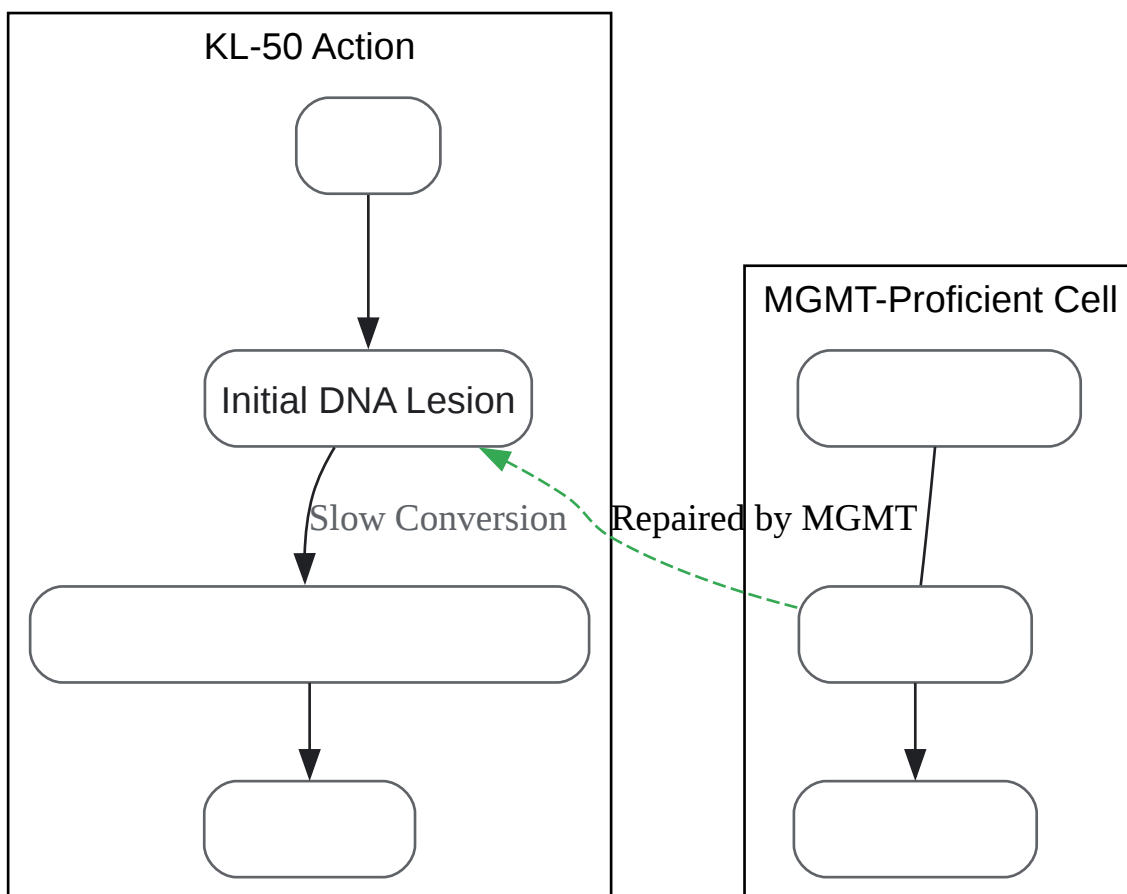 KL-50 Action
MGMT-Proficient Cell
Initial DNA Lesion
Slow Conversion
Repaired by MGMT